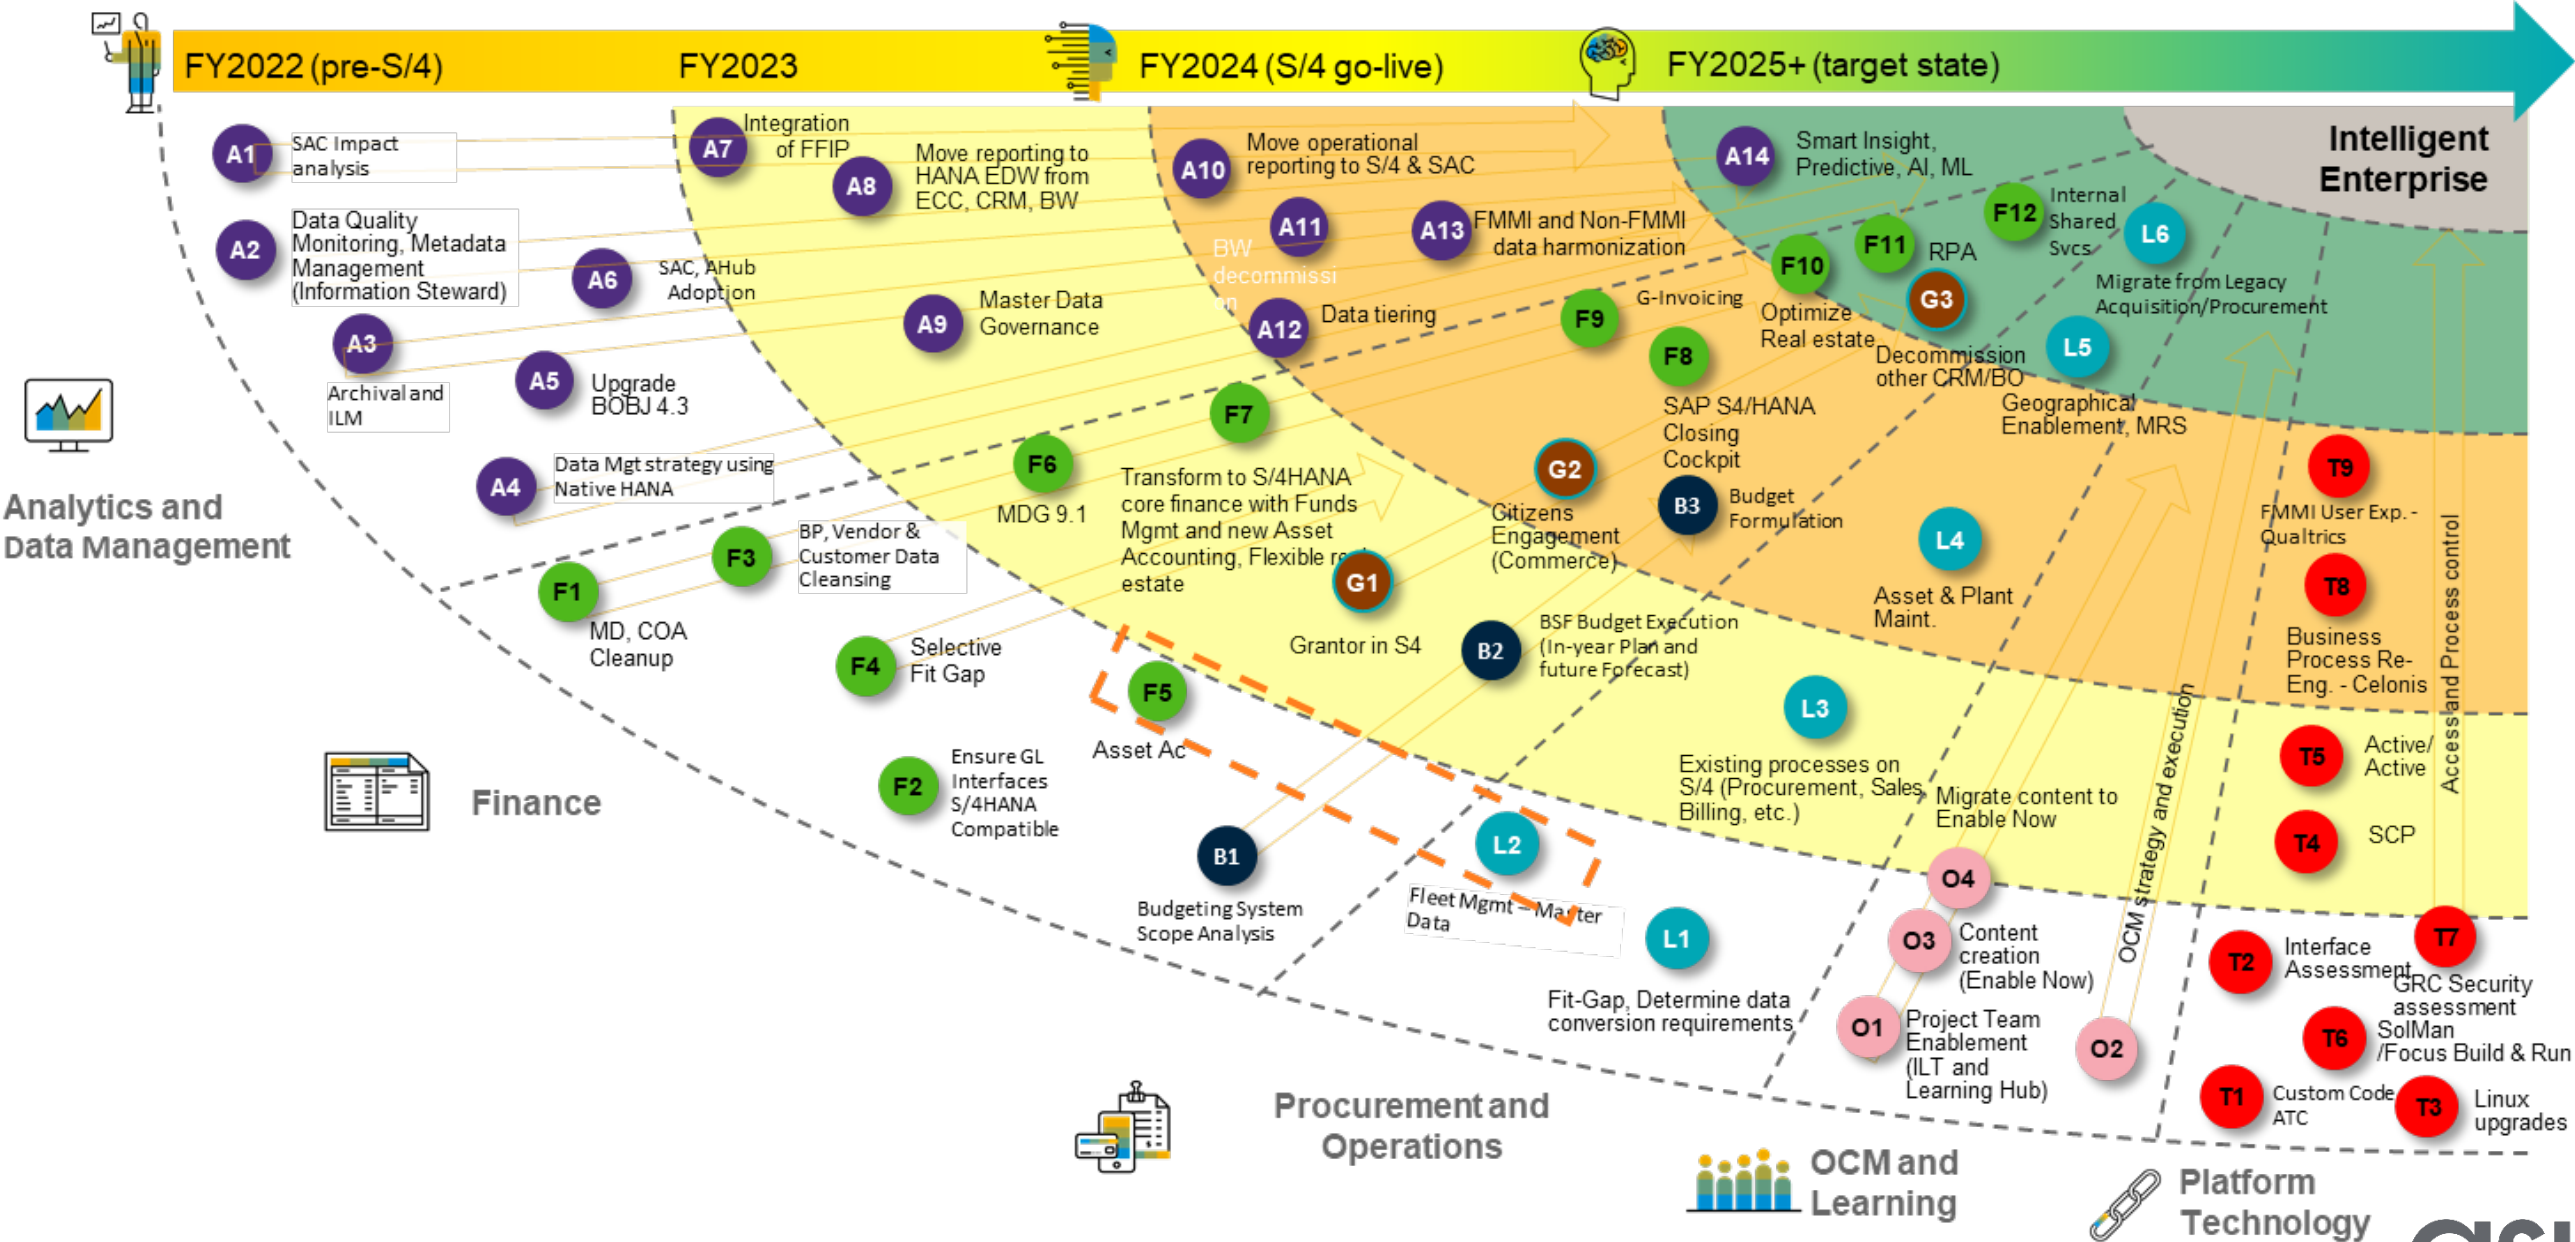 FY2022 (pre-S/4)
FY2023
FY2024 (S/4 go-live)
FY2025+ (target state)
Intelligent
Enterprise
A1
SAC Impact
analysis
A2
Data Quality
Monitoring, Metadata
Management
(Information Steward)
A3
Archival and
ILM
A4
Data Mgt strategy using
Native HANA
A5
Upgrade
BOBJ 4.3
A6
SAC, AHub
Adoption
A7
Integration
of FFIP
A8
Move reporting to
HANA EDW from
ECC, CRM, BW
A9
Master Data
Governance
A10
Move operational
reporting to S/4 & SAC
A11
BW
decommissi
on
A12
Data tiering
A13
FMMI and Non-FMMI
data harmonization
A14
Smart Insight,
Predictive, AI, ML
Analytics and
Data Management
F1
MD, COA
Cleanup
F2
Ensure GL
Interfaces
S/4HANA
Compatible
F3
BP, Vendor &
Customer Data
Cleansing
F4
Selective
Fit Gap
F5
Asset Ac
F6
MDG 9.1
F7
Transform to S/4HANA
core finance with Funds
Mgmt and new Asset
Accounting, Flexible
estate
F8
SAP S4/HANA
Closing
Cockpit
F9
G-Invoicing
F10
Optimize
Real estate
F11
RPA
F12
Internal
Shared
Svcs
G1
Grantor in S4
G2
Citizens
Engagement
(Commerce)
G3
Decommission
other CRM/BO
B1
Budgeting System
Scope Analysis
B2
BSF Budget Execution
(In-year Plan and
future Forecast)
B3
Budget
Formulation
Finance
L1
Fit-Gap, Determine data
conversion requirements
L2
Fleet Mgmt – Master
Data
L3
Existing processes on
S/4 (Procurement, Sales,
Billing, etc.)
L4
Asset & Plant
Maint.
L5
Geographical
Enablement, MRS
L6
Migrate from Legacy
Acquisition/Procurement
Procurement and
Operations
O1
Project Team
Enablement
(ILT and
Learning Hub)
O2
OCM strategy and execution
O3
Content
creation
(Enable Now)
O4
Migrate content to
Enable Now
OCM and
Learning
T1
Custom Code
ATC
T2
Interface
Assessment
T3
Linux
upgrades
T4
SCP
T5
Active/
Active
T6
SolMan
/Focus Build & Run
T7
GRC Security
assessment
Access and Process control
T8
Business
Process Re-
Eng. - Celonis
T9
FMMI User Exp. -
Qualtrics
Platform
Technology